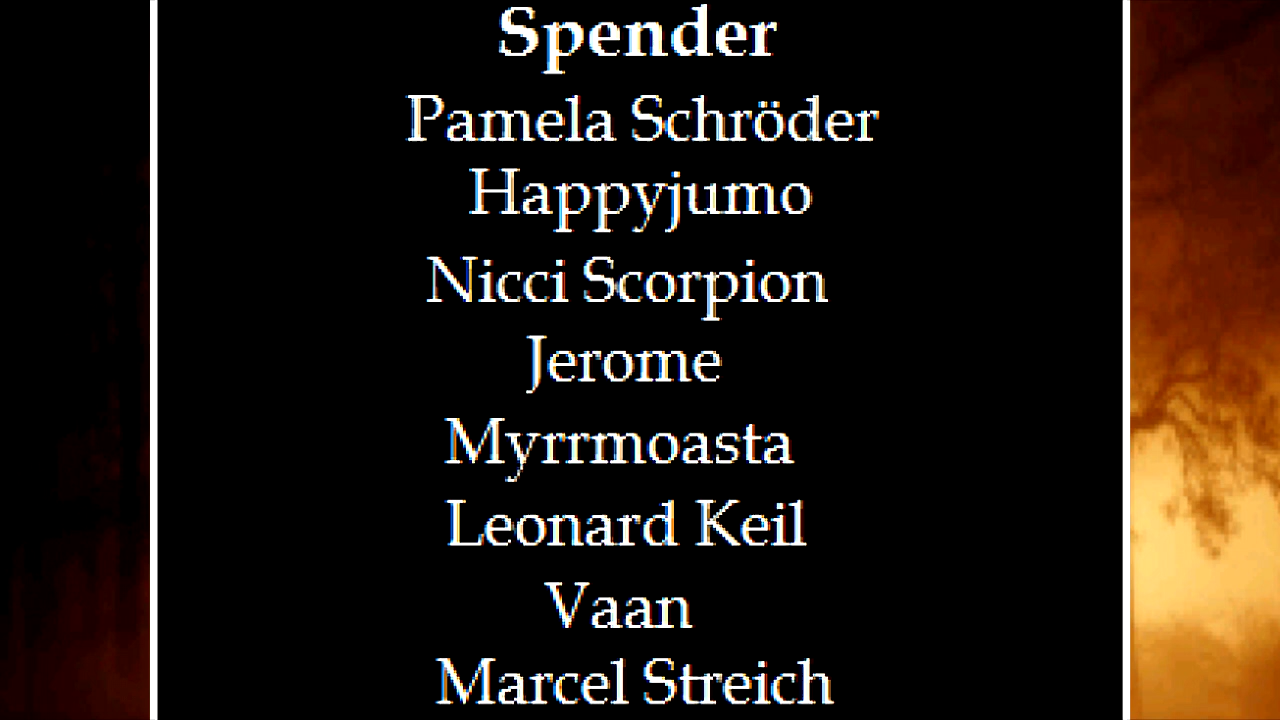 Spender
Pamela Schröder
Happyjumo
Nicci Scorpion
Jerome
Myrrmoasta
Leonard Keil
Vaan
Marcel Streich